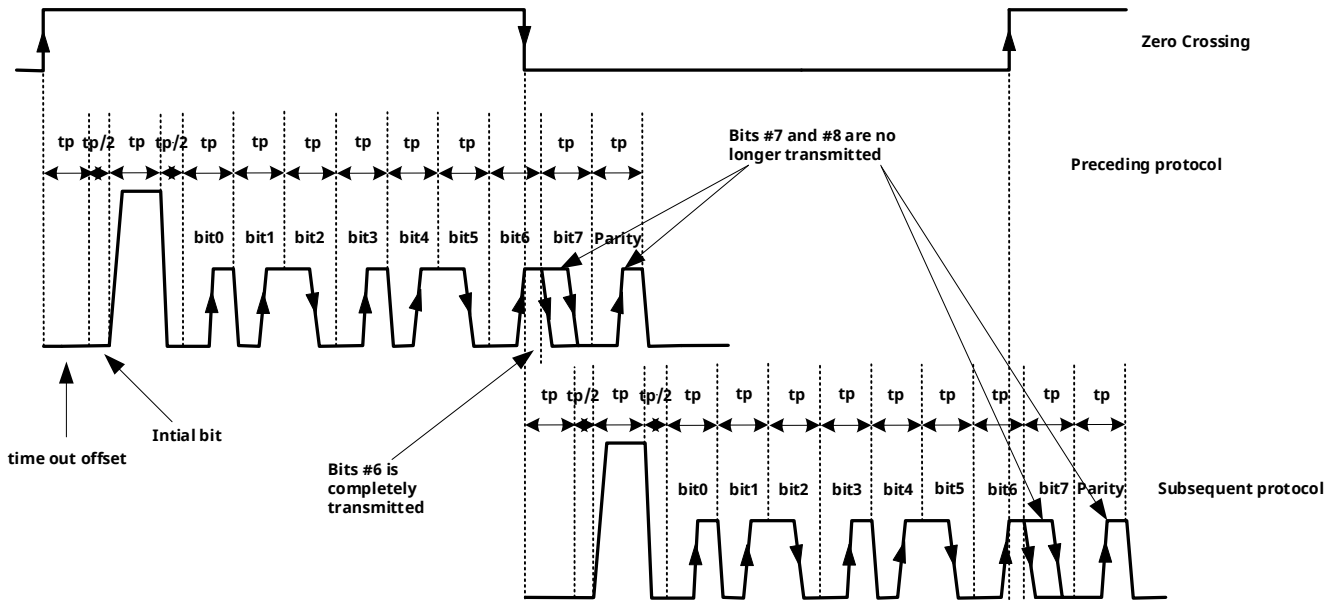 Zero Crossing
tp tp/2 tp tp/2 tp tp tp tp tp tp tp tp
Bits #7 and #8 are no
longer transmitted
Preceding protocol
bit0 bit1 bit2 bit3 bit4 bit5 bit6 bit7 Parity
Intial bit
time out offset
Bits #6 is
completely
transmitted
tp tp/2 tp tp/2 tp tp tp tp tp tp tp tp tp
bit0 bit1 bit2 bit3 bit4 bit5 bit6 bit7 Parity
Subsequent protocol